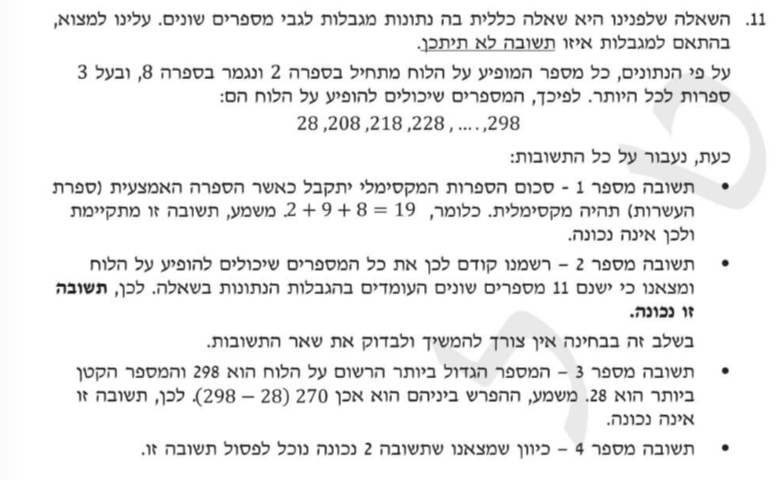 11. השאלה שלפנינו היא שאלה כללית בה נתונות מגבלות לגבי מספרים שונים. עלינו למצוא,
בהתאם למגבלות איזו תשובה לא תיתכן.
על פי הנתונים, כל מספר המופיע על הלוח מתחיל בספרה 2 ונגמר בספרה 8, ובעל 3
ספרות לכל היותר. לפיכך, המספרים שיכולים להופיע על הלוח הם:
28 ,208 ,218 ,228 , .... ,298
כעת, נעבור על כל התשובות:
• תשובה מספר 1 - סכום הספרות המקסימלי יתקבל כאשר הספרה האמצעית (ספרת
העשרות) תהיה מקסימלית. כלומר, 2 + 9 + 8 = 19. משמע, תשובה זו מתקיימת
ולכן אינה נכונה.
• תשובה מספר 2 – רשמנו קודם לכן את כל המספרים שיכולים להופיע על הלוח
ומצאנו כי ישנם 11 מספרים שונים העומדים בהגבלות הנתונות בשאלה. לכן, תשובה
זו נכונה.
בשלב זה בבחינה אין צורך להמשיך ולבדוק את שאר התשובות.
• תשובה מספר 3 – המספר הגדול ביותר הרשום על הלוח הוא 298 והמספר הקטן
ביותר הוא 28. משמע, ההפרש ביניהם הוא אכן 270 (298 − 28). לכן, תשובה זו
אינה נכונה.
• תשובה מספר 4 – כיוון שמצאנו שתשובה 2 נכונה נוכל לפסול תשובה זו.